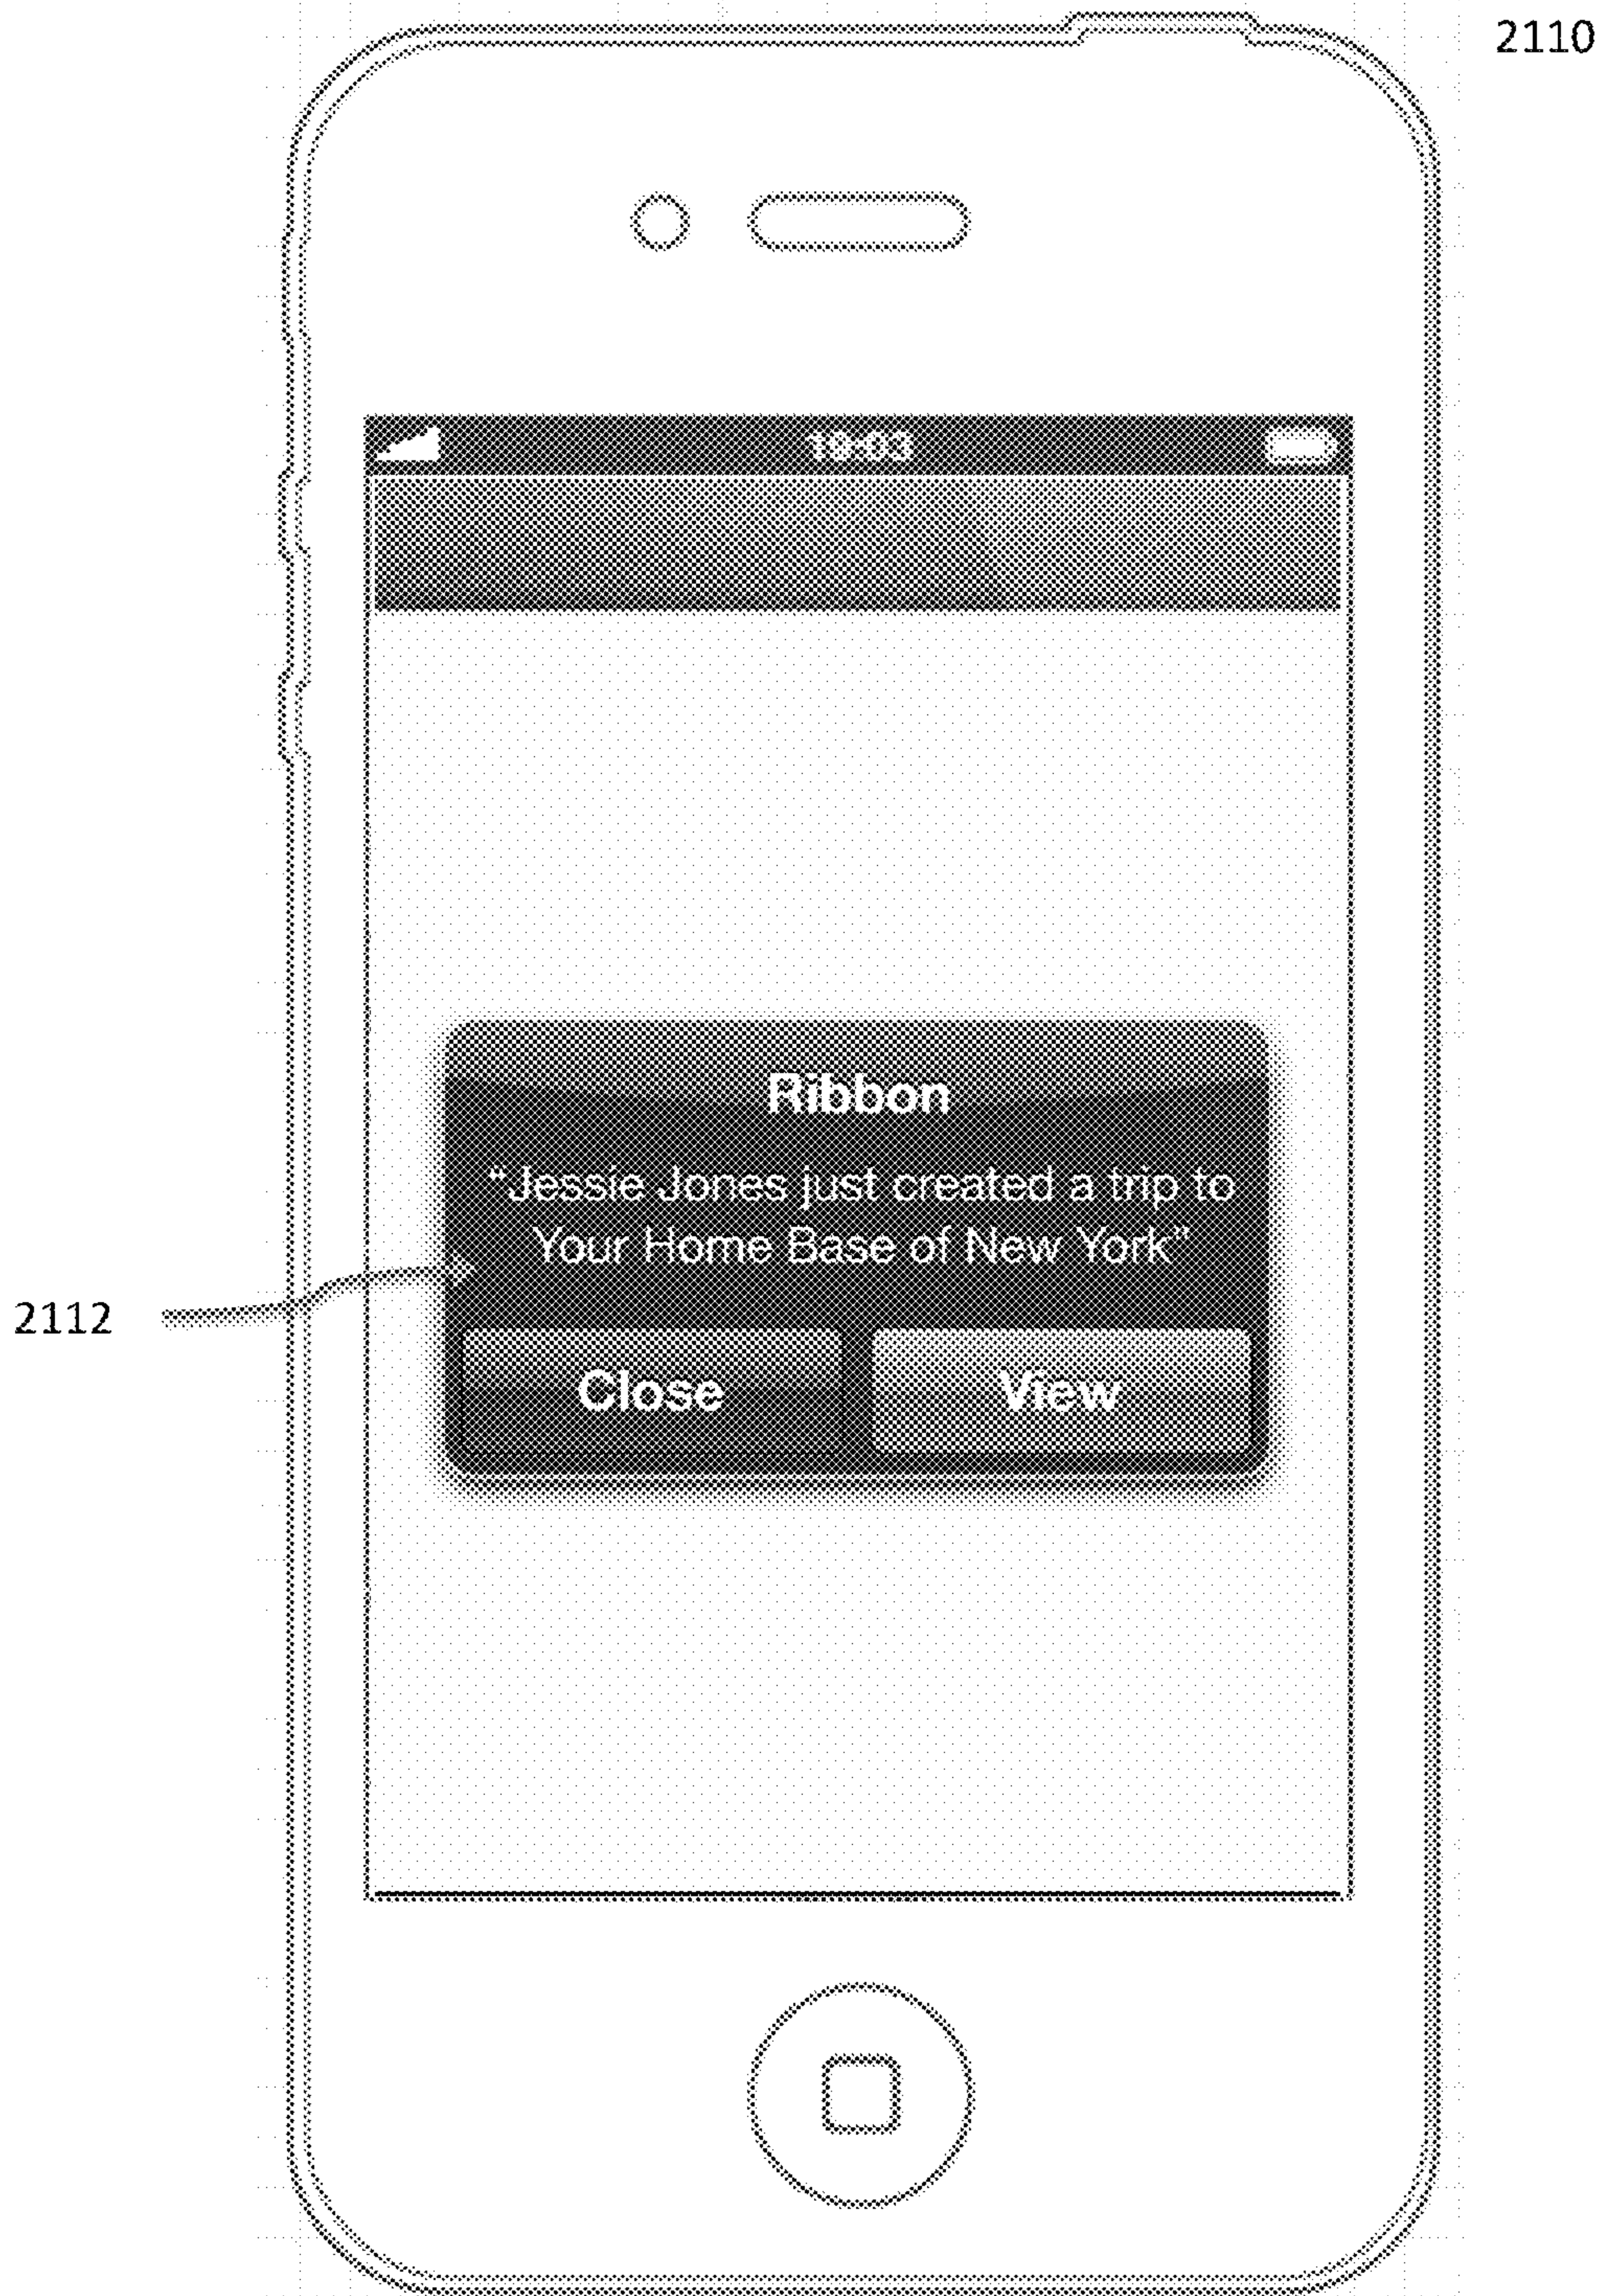 2110
19:03
Ribbon
“Jessie Jones just created a trip to
Your Home Base of New York”
2112
Close
View